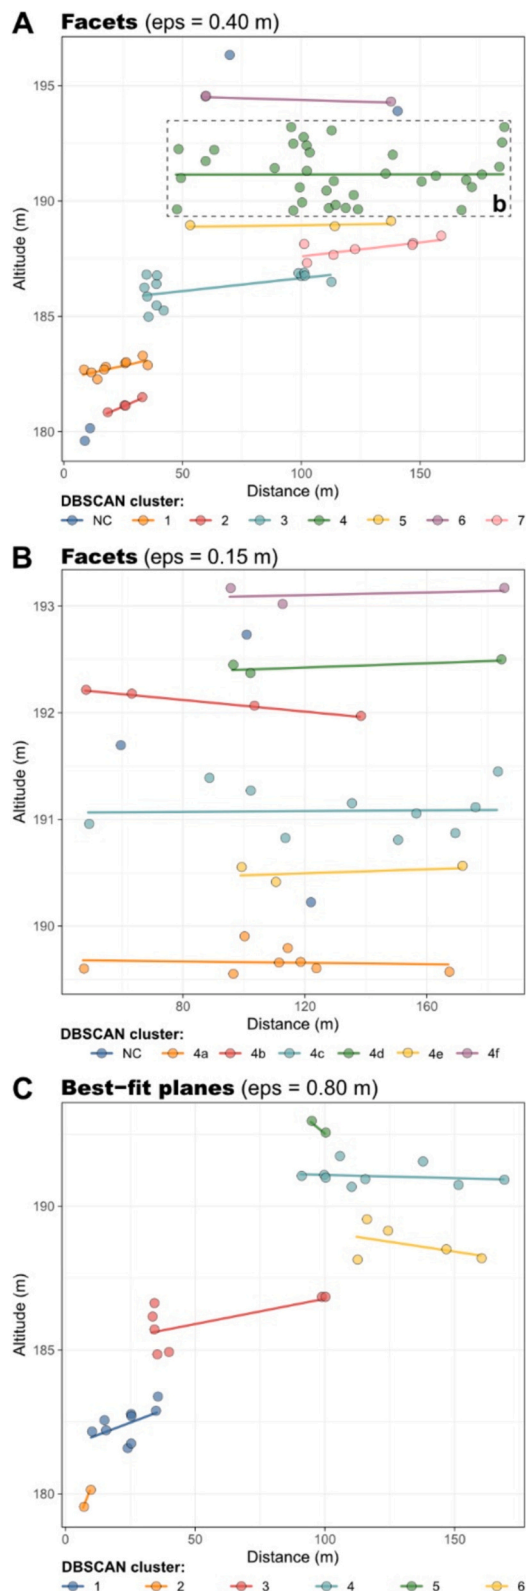 A Facets (eps = 0.40 m)
195
190
185
180
Altitude (m)
b
0 50 100 150
Distance (m)
DBSCAN cluster:
NC 1 2 3 4 5 6 7
B Facets (eps = 0.15 m)
193
192
191
190
Altitude (m)
80 120 160
Distance (m)
DBSCAN cluster:
NC 4a 4b 4c 4d 4e 4f
C Best−fit planes (eps = 0.80 m)
190
185
180
Altitude (m)
0 50 100 150
Distance (m)
DBSCAN cluster:
1 2 3 4 5 6